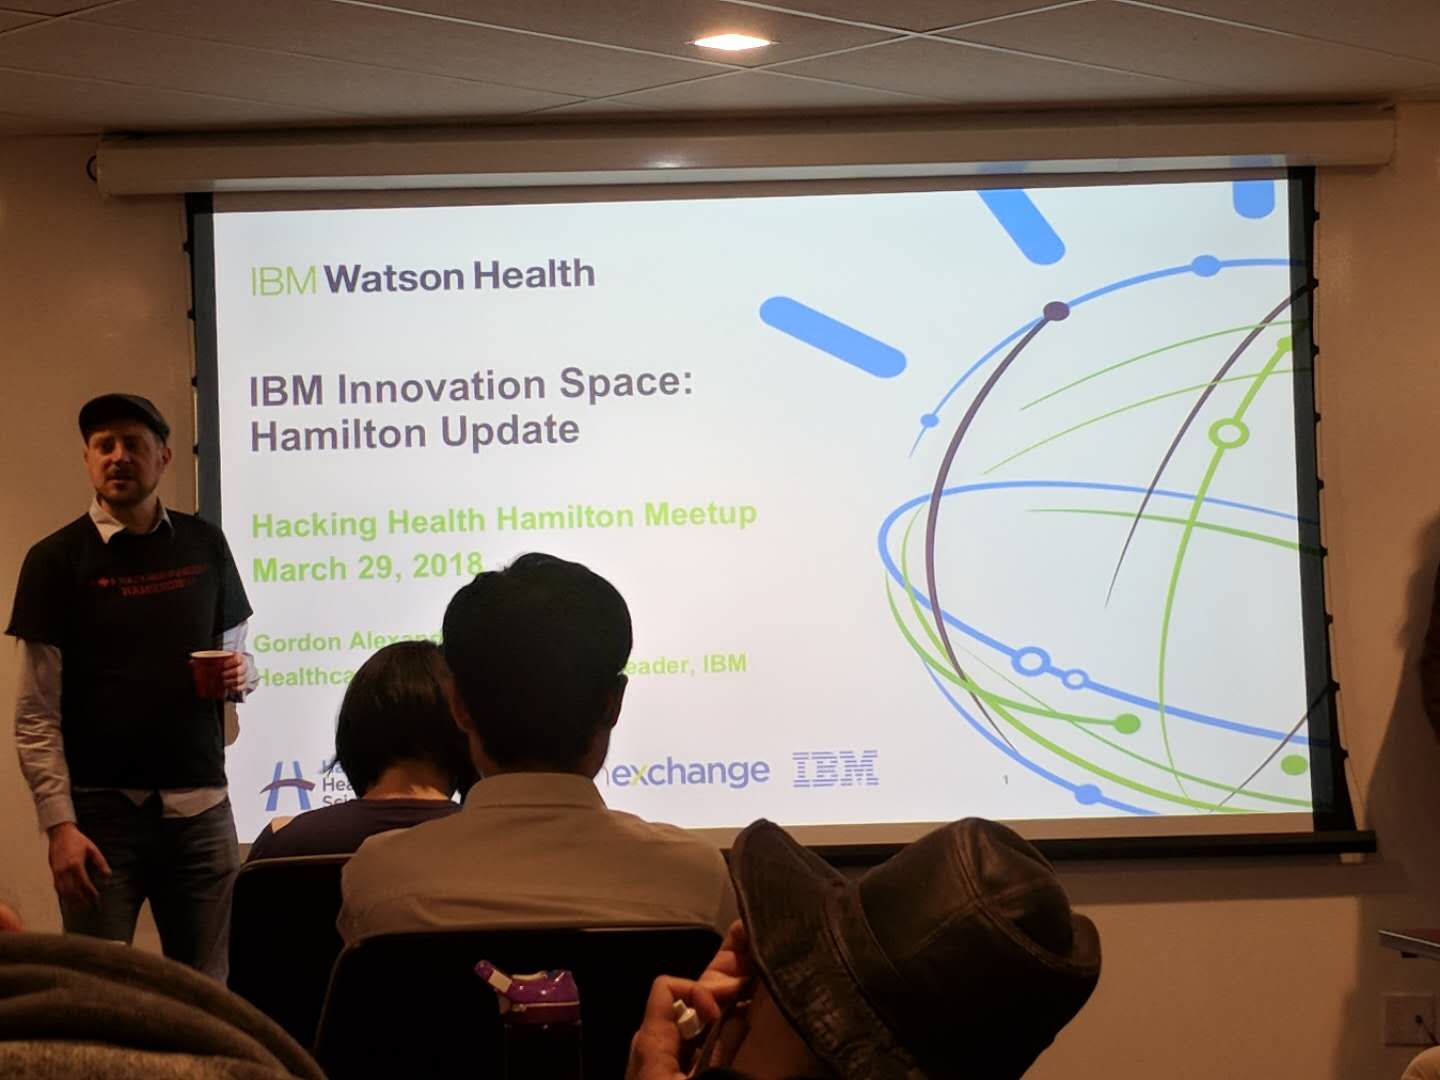 IBM Watson Health
IBM Innovation Space:
Hamilton Update
Hacking Health Hamilton Meetup
March 29, 2018
Gordon
IBM
exchange
IBM
1